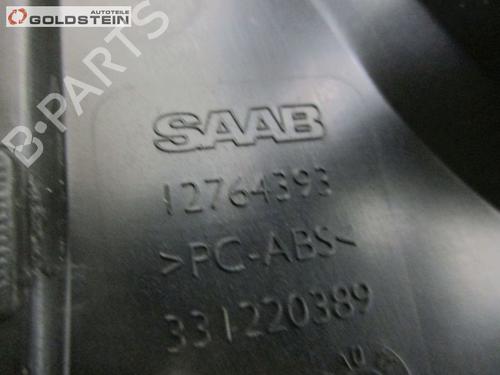 AUTOTEILE
GOLDSTEIN
B-PARTS
SAAB
12764393
>PC-ABS<
331220389